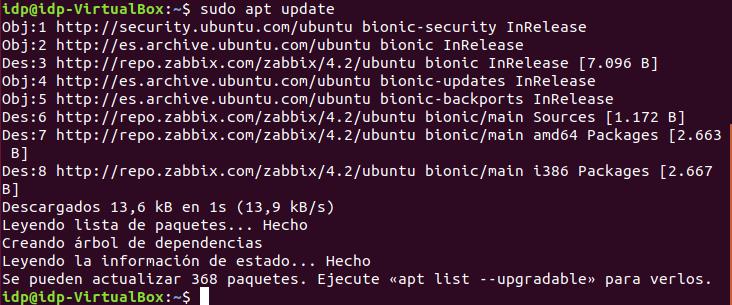 idp@idp-VirtualBox:~$ sudo apt update
Obj:1 http://security.ubuntu.com/ubuntu bionic-security InRelease
Obj:2 http://es.archive.ubuntu.com/ubuntu bionic InRelease
Des:3 http://repo.zabbix.com/zabbix/4.2/ubuntu bionic InRelease [7.096 B]
Obj:4 http://es.archive.ubuntu.com/ubuntu bionic-updates InRelease
Obj:5 http://es.archive.ubuntu.com/ubuntu bionic-backports InRelease
Des:6 http://repo.zabbix.com/zabbix/4.2/ubuntu bionic/main Sources [1.172 B]
Des:7 http://repo.zabbix.com/zabbix/4.2/ubuntu bionic/main amd64 Packages [2.663
 B]
Des:8 http://repo.zabbix.com/zabbix/4.2/ubuntu bionic/main i386 Packages [2.667
B]
Descargados 13,6 kB en 1s (13,9 kB/s)
Leyendo lista de paquetes... Hecho
Creando árbol de dependencias
Leyendo la información de estado... Hecho
Se pueden actualizar 368 paquetes. Ejecute «apt list --upgradable» para verlos.
idp@idp-VirtualBox:~$